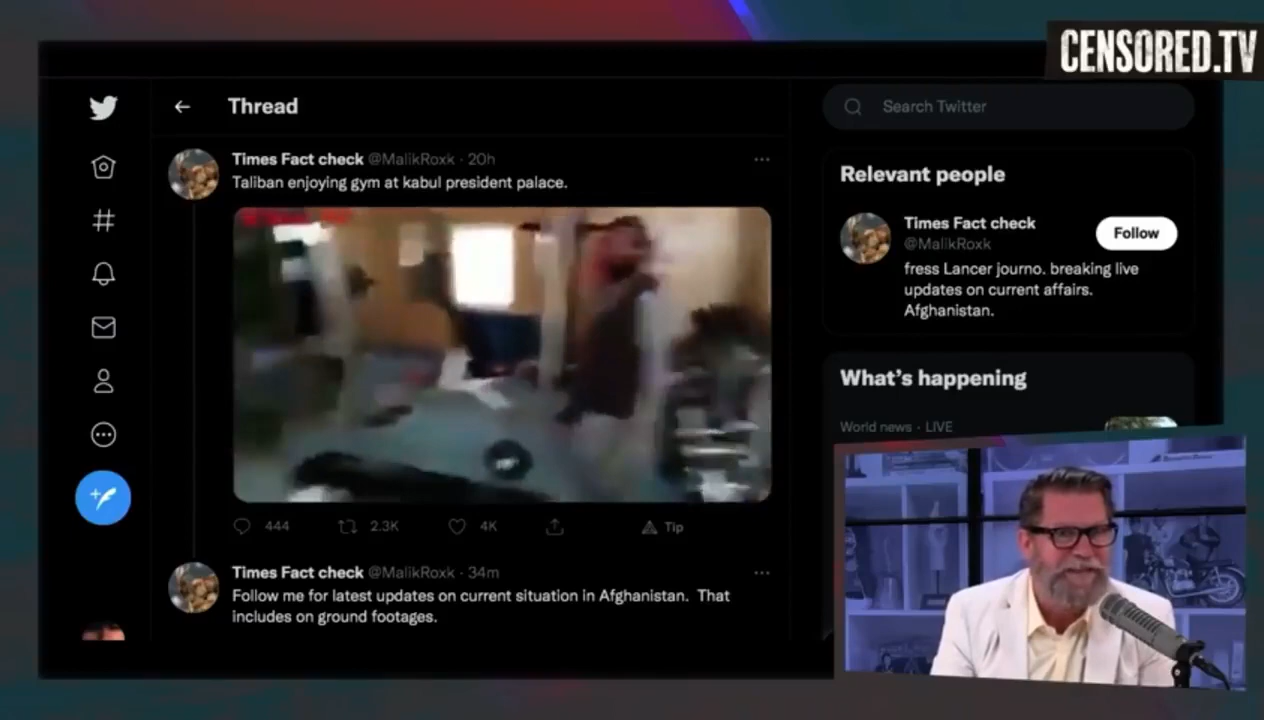 CENSORED.TV
Thread
Search Twitter
Times Fact check @MalikRoxk · 20h
Taliban enjoying gym at kabul president palace.
444
2.3K
4K
Tip
Times Fact check @MalikRoxk · 34m
Follow me for latest updates on current situation in Afghanistan. That
includes on ground footages.
Relevant people
Times Fact check
@MalikRoxk
Follow
fress Lancer journo. breaking live
updates on current affairs.
Afghanistan.
What's happening
World news · LIVE